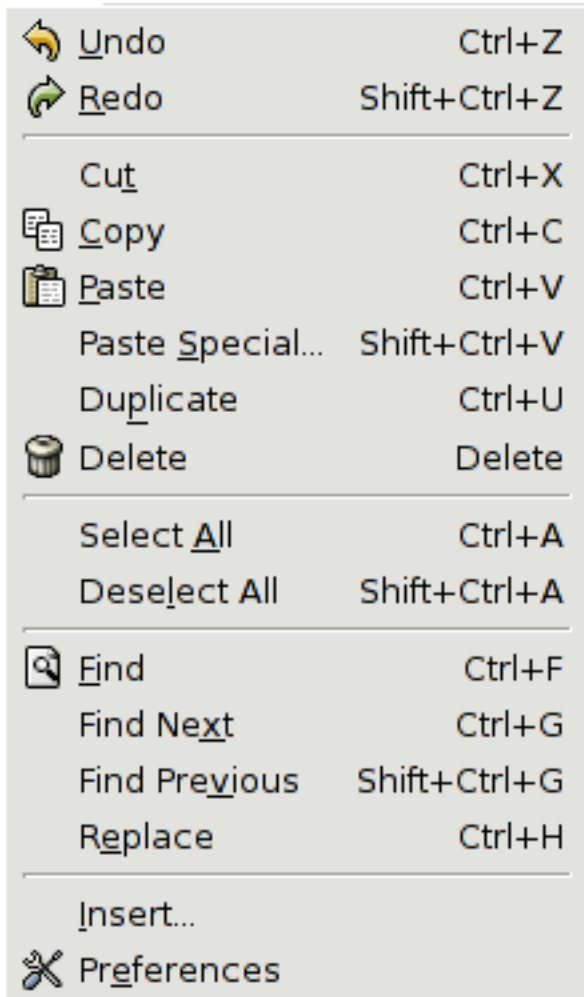 Undo Ctrl+Z
Redo Shift+Ctrl+Z
Cut Ctrl+X
Copy Ctrl+C
Paste Ctrl+V
Paste Special... Shift+Ctrl+V
Duplicate Ctrl+U
Delete Delete
Select All Ctrl+A
Deselect All Shift+Ctrl+A
Find Ctrl+F
Find Next Ctrl+G
Find Previous Shift+Ctrl+G
Replace Ctrl+H
Insert...
Preferences